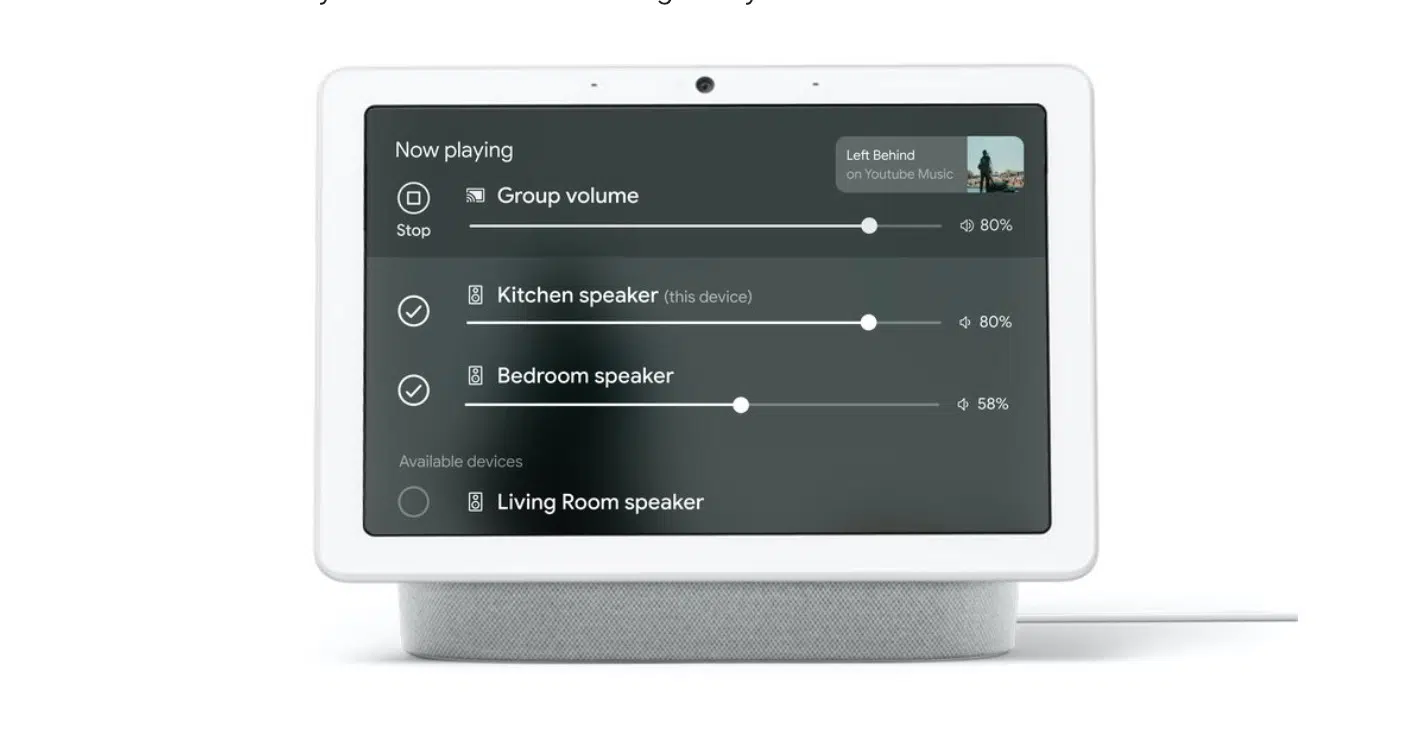 Now playing
Left Behind
on Youtube Music
Stop
Group volume
80%
Kitchen speaker (this device)
80%
Bedroom speaker
58%
Available devices
Living Room speaker